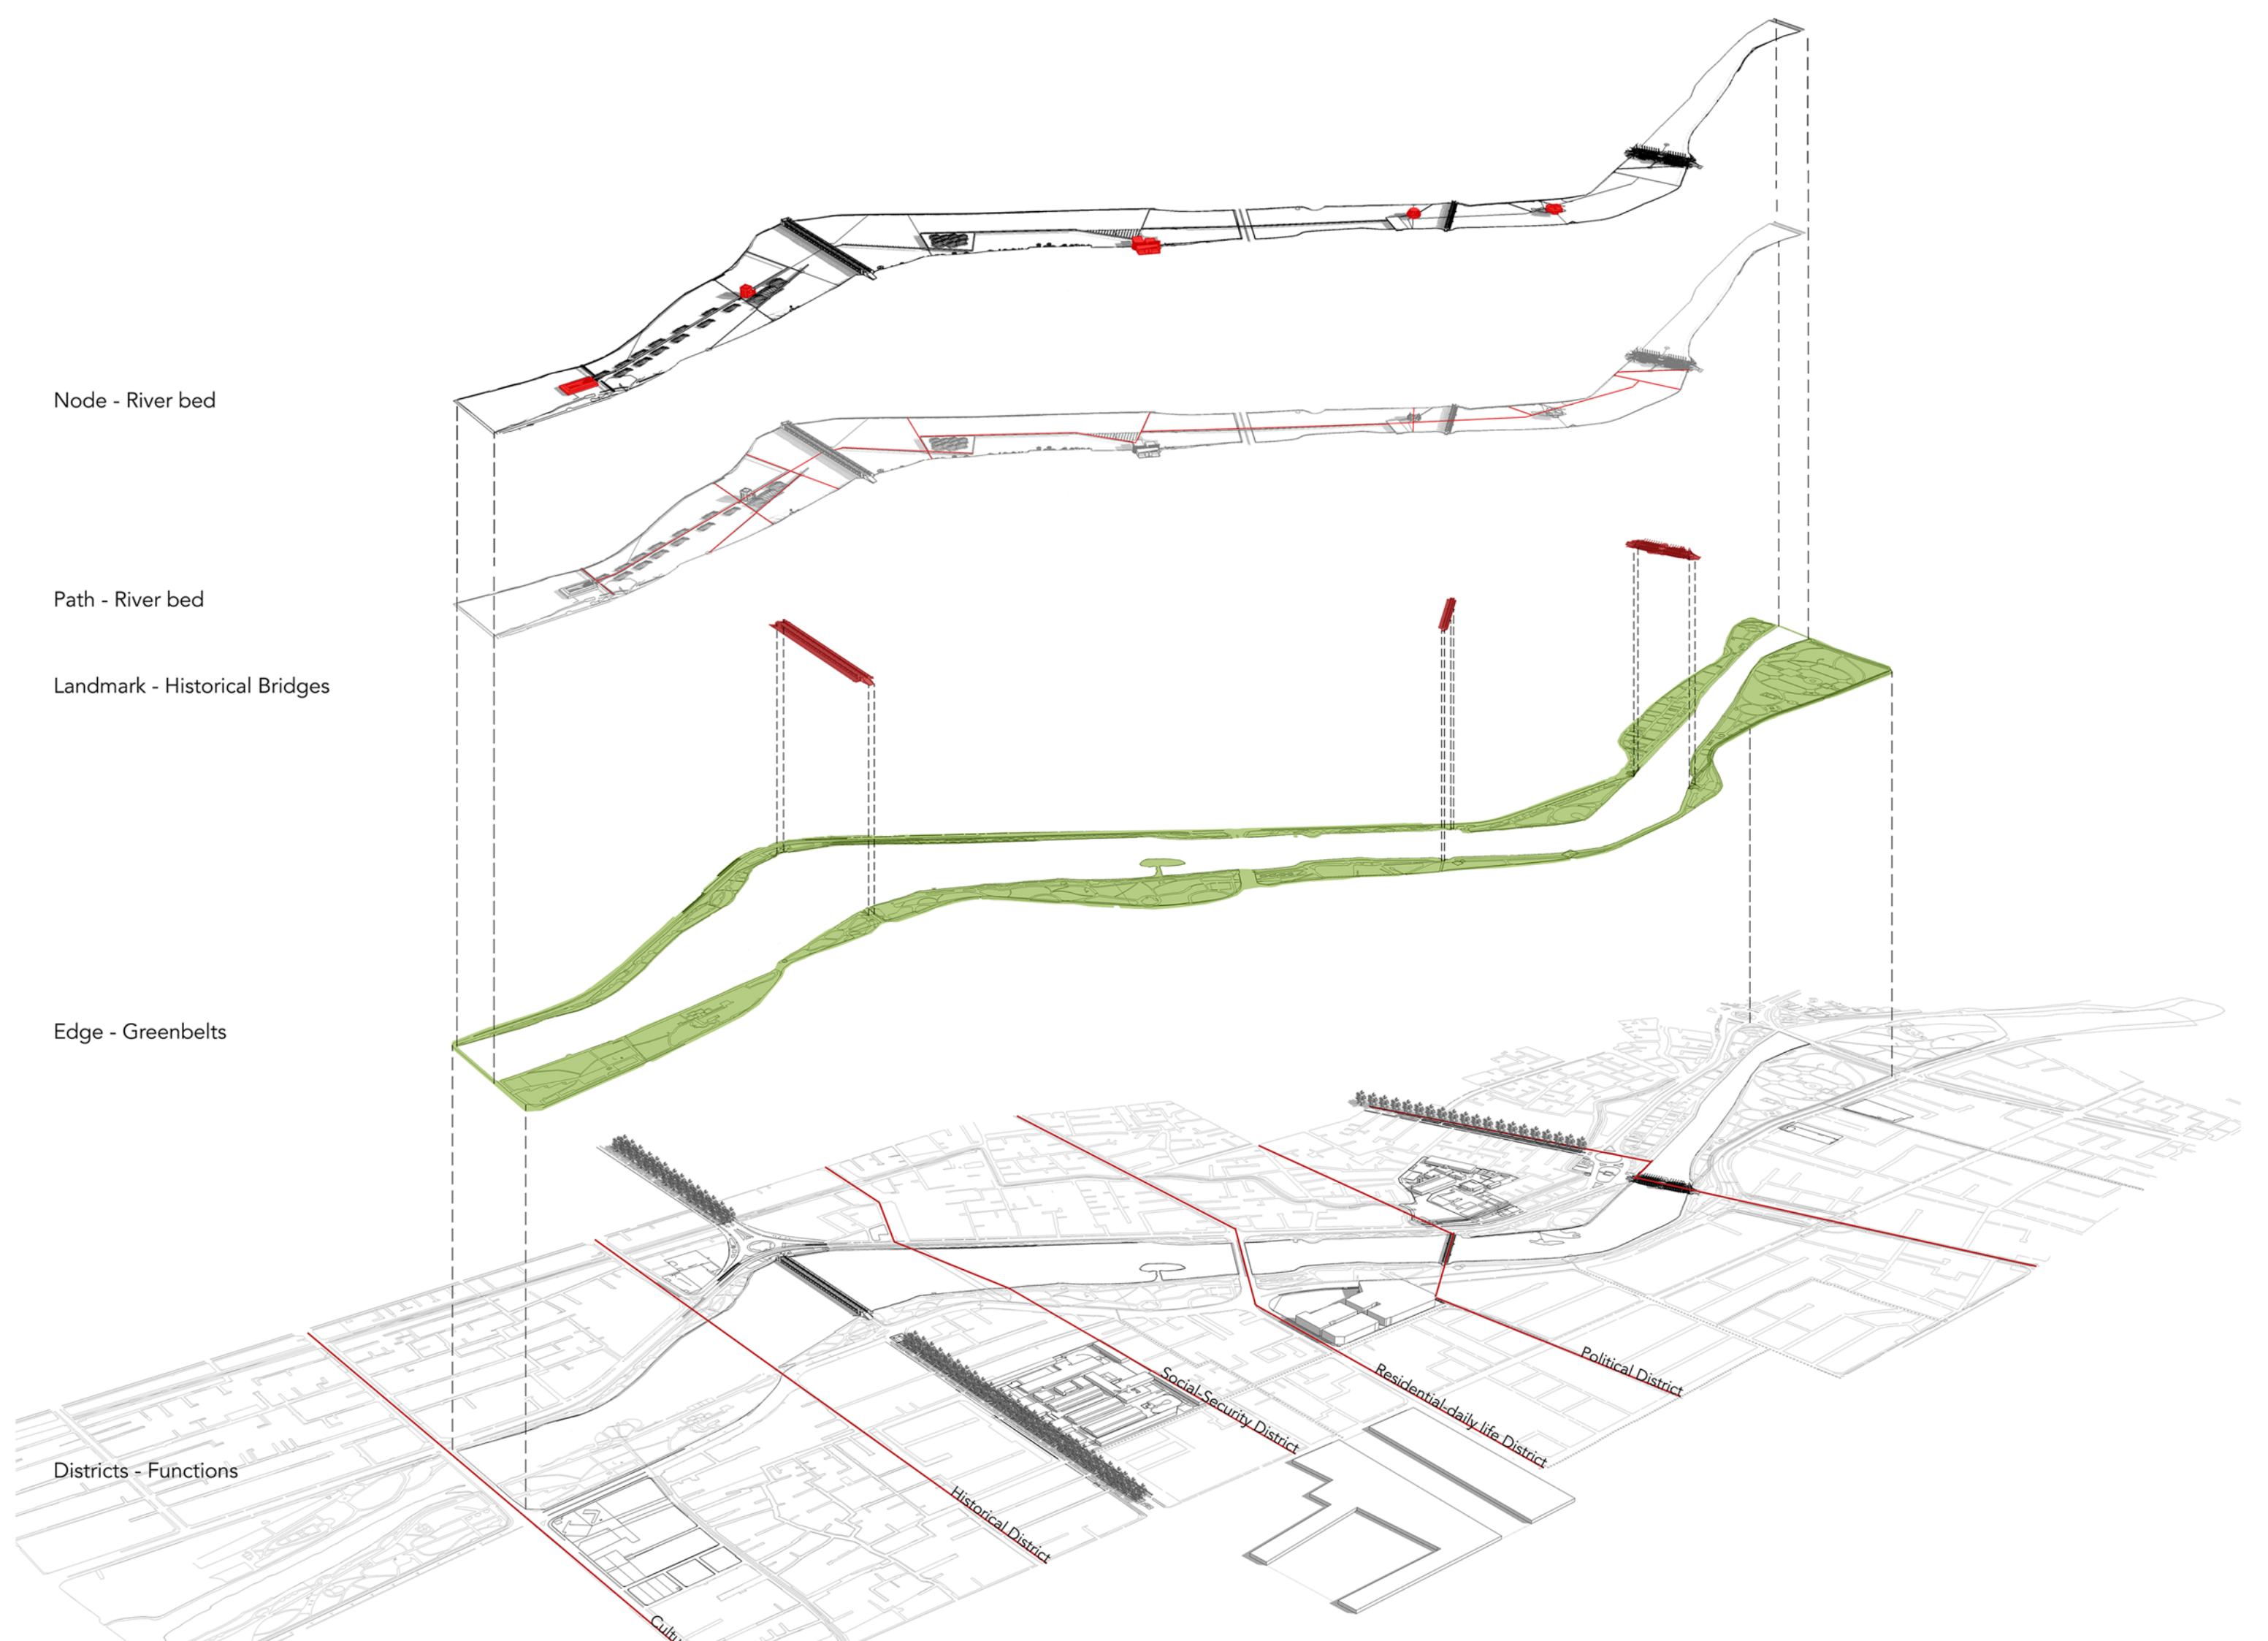 Node - River bed
Path - River bed
Landmark - Historical Bridges
Edge - Greenbelts
Political District
Residential-daily life District
Social-Security District
Districts - Functions
Historical District